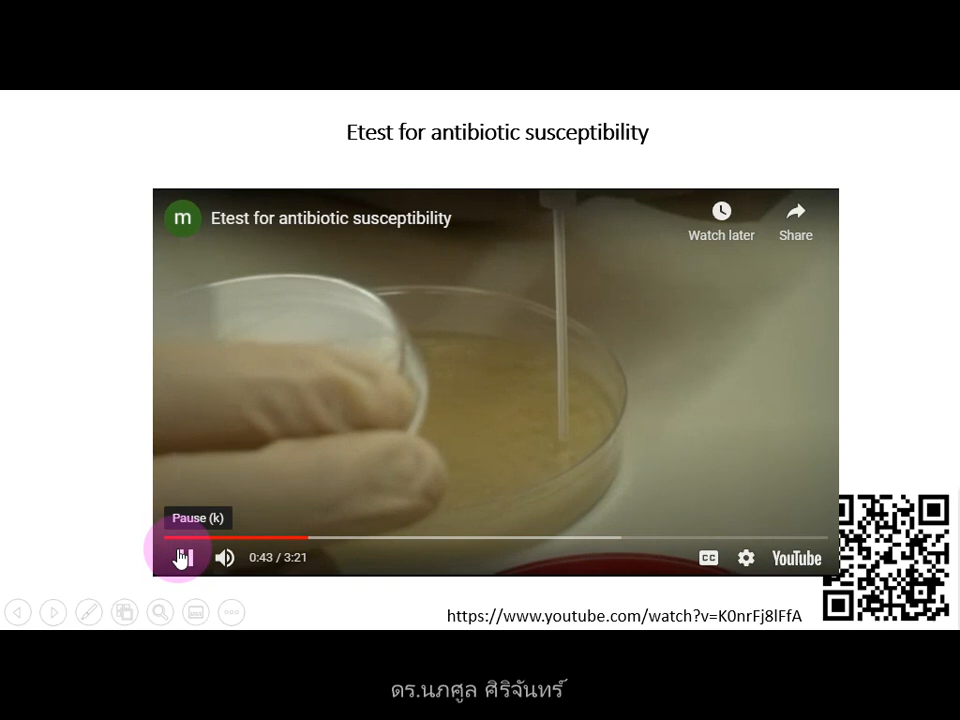 Etest for antibiotic susceptibility
m
Etest for antibiotic susceptibility
Watch later
Share
Pause (k)
0:43 / 3:21
CC
YouTube
https://www.youtube.com/watch?v=K0nrFj8lFfA
ดร.นภศูล ศิริจันทร์